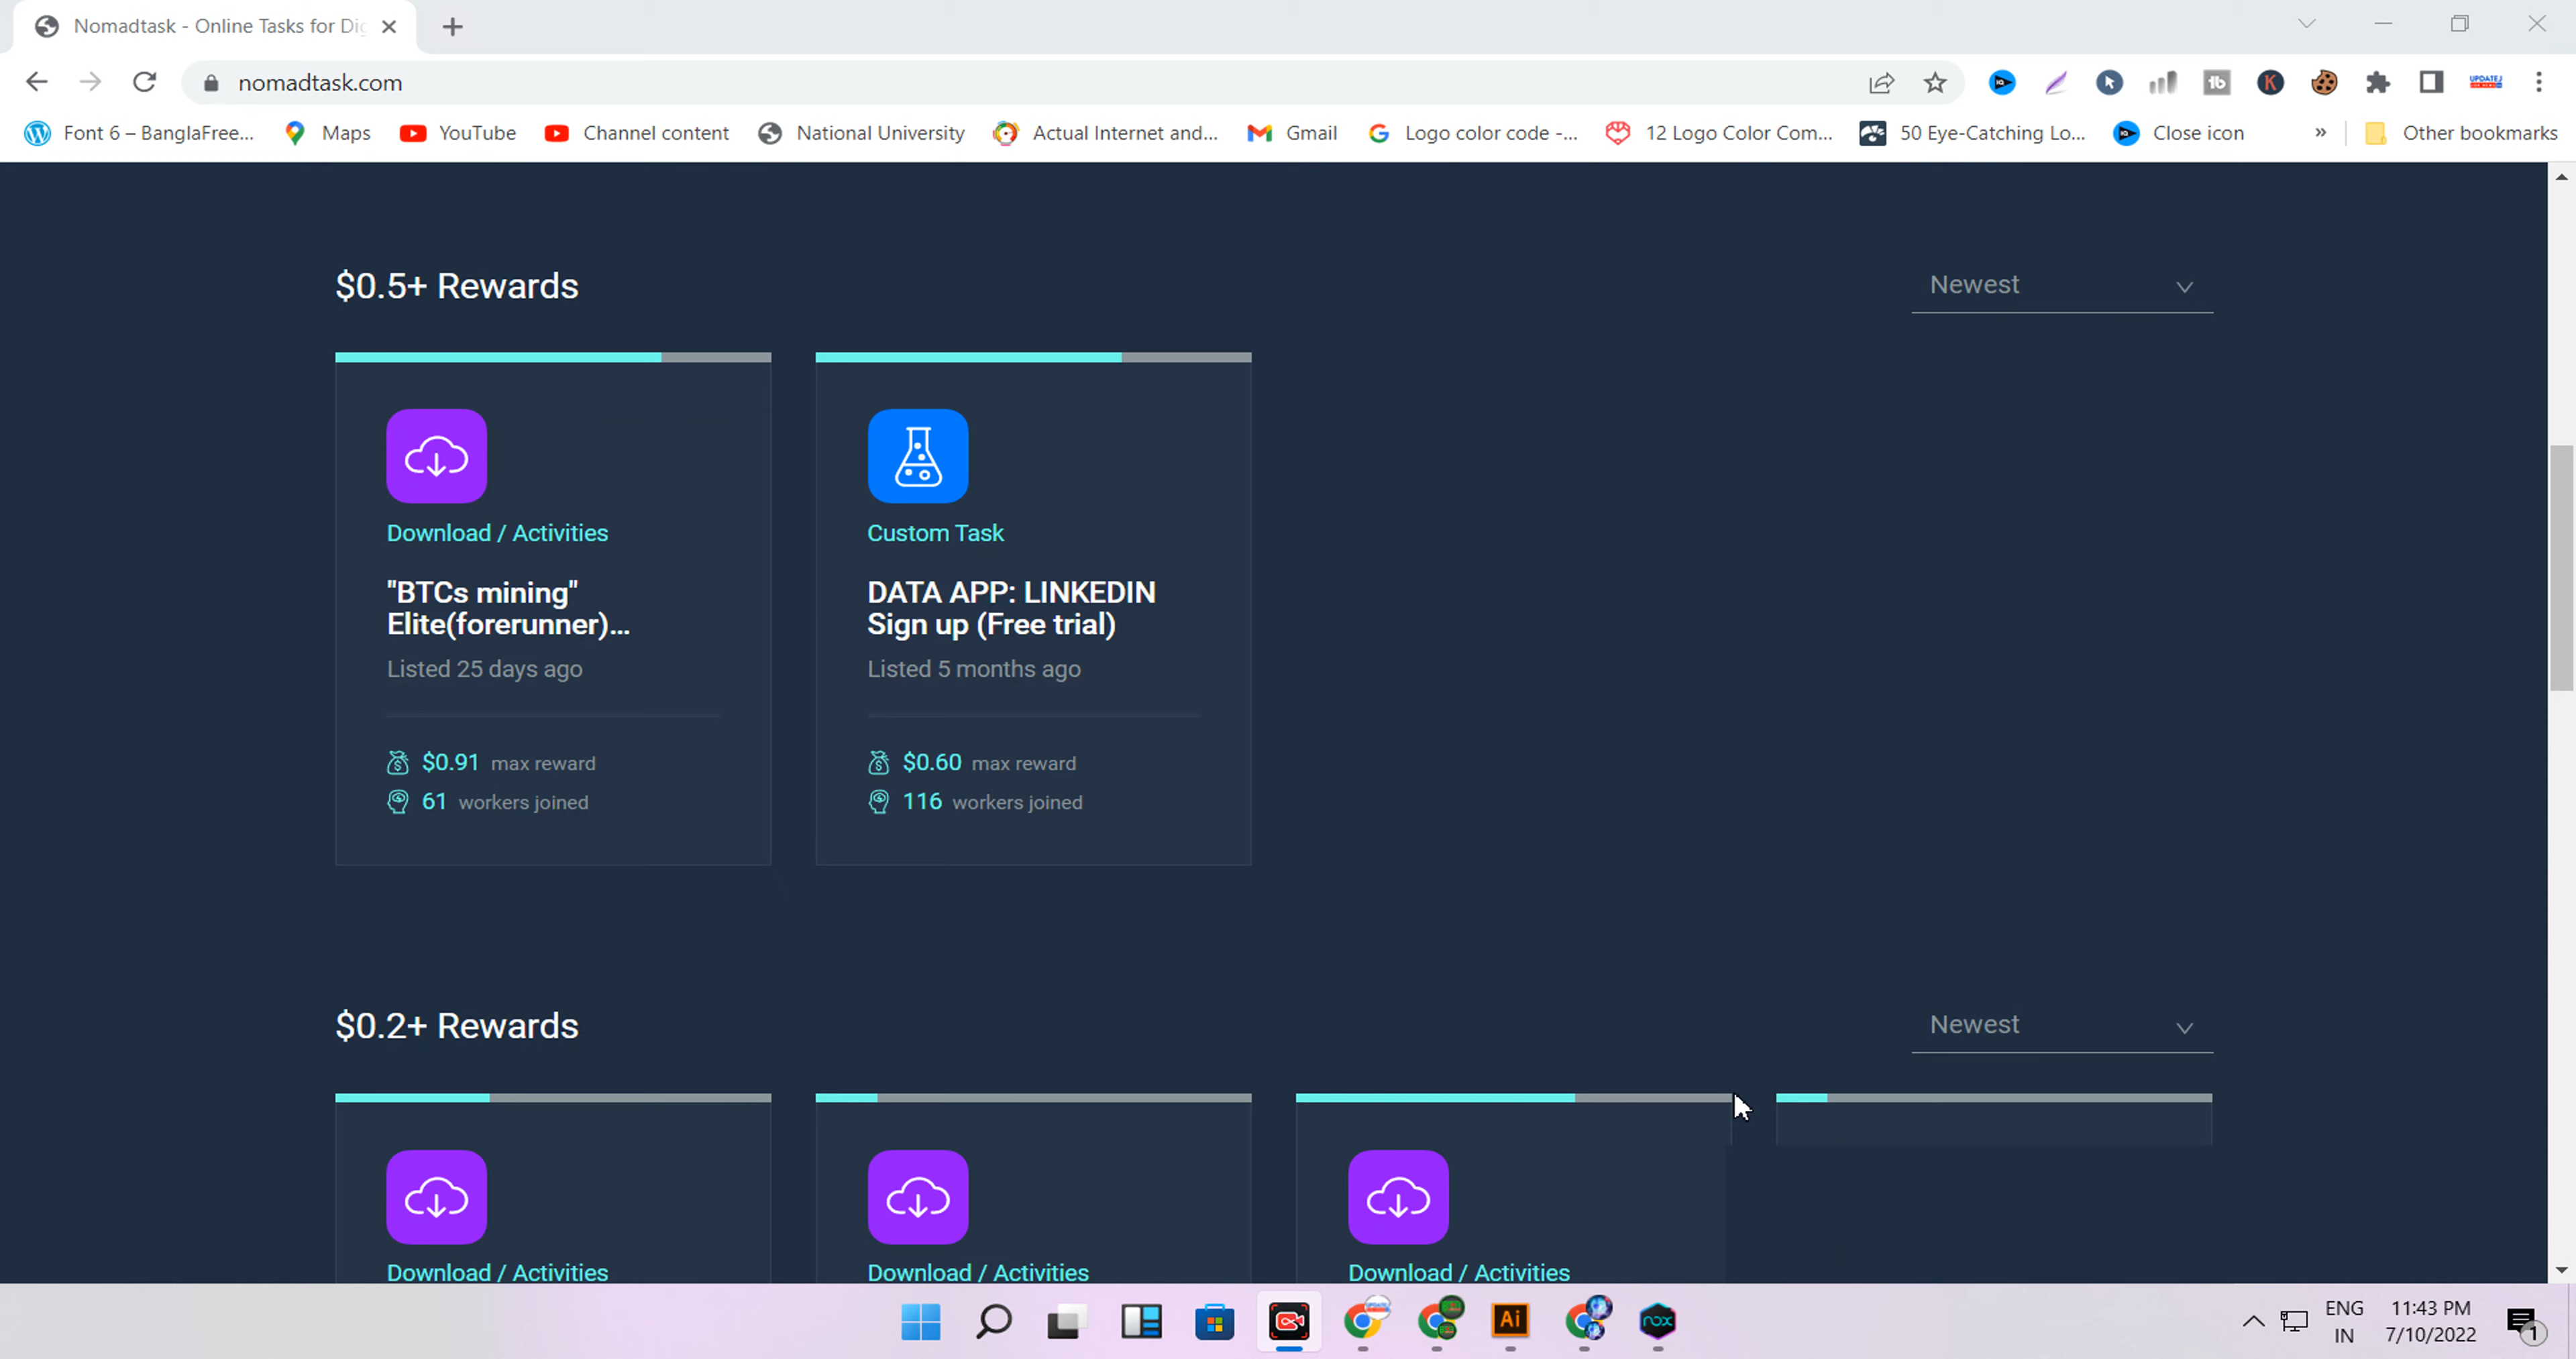 Nomadtask - Online Tasks for Dig
nomadtask.com
Font 6 – BanglaFree...
Maps
YouTube
Channel content
National University
Actual Internet and...
Gmail
Logo color code -...
12 Logo Color Com...
50 Eye-Catching Lo...
Close icon
»
Other bookmarks
$0.5+ Rewards
Newest
Download / Activities
"BTCs mining"
Elite(forerunner)...
Listed 25 days ago
$0.91 max reward
61 workers joined
Custom Task
DATA APP: LINKEDIN
Sign up (Free trial)
Listed 5 months ago
$0.60 max reward
116 workers joined
$0.2+ Rewards
Newest
Download / Activities
Download / Activities
Download / Activities
Ai
nox
ENG
IN
11:43 PM
7/10/2022
1